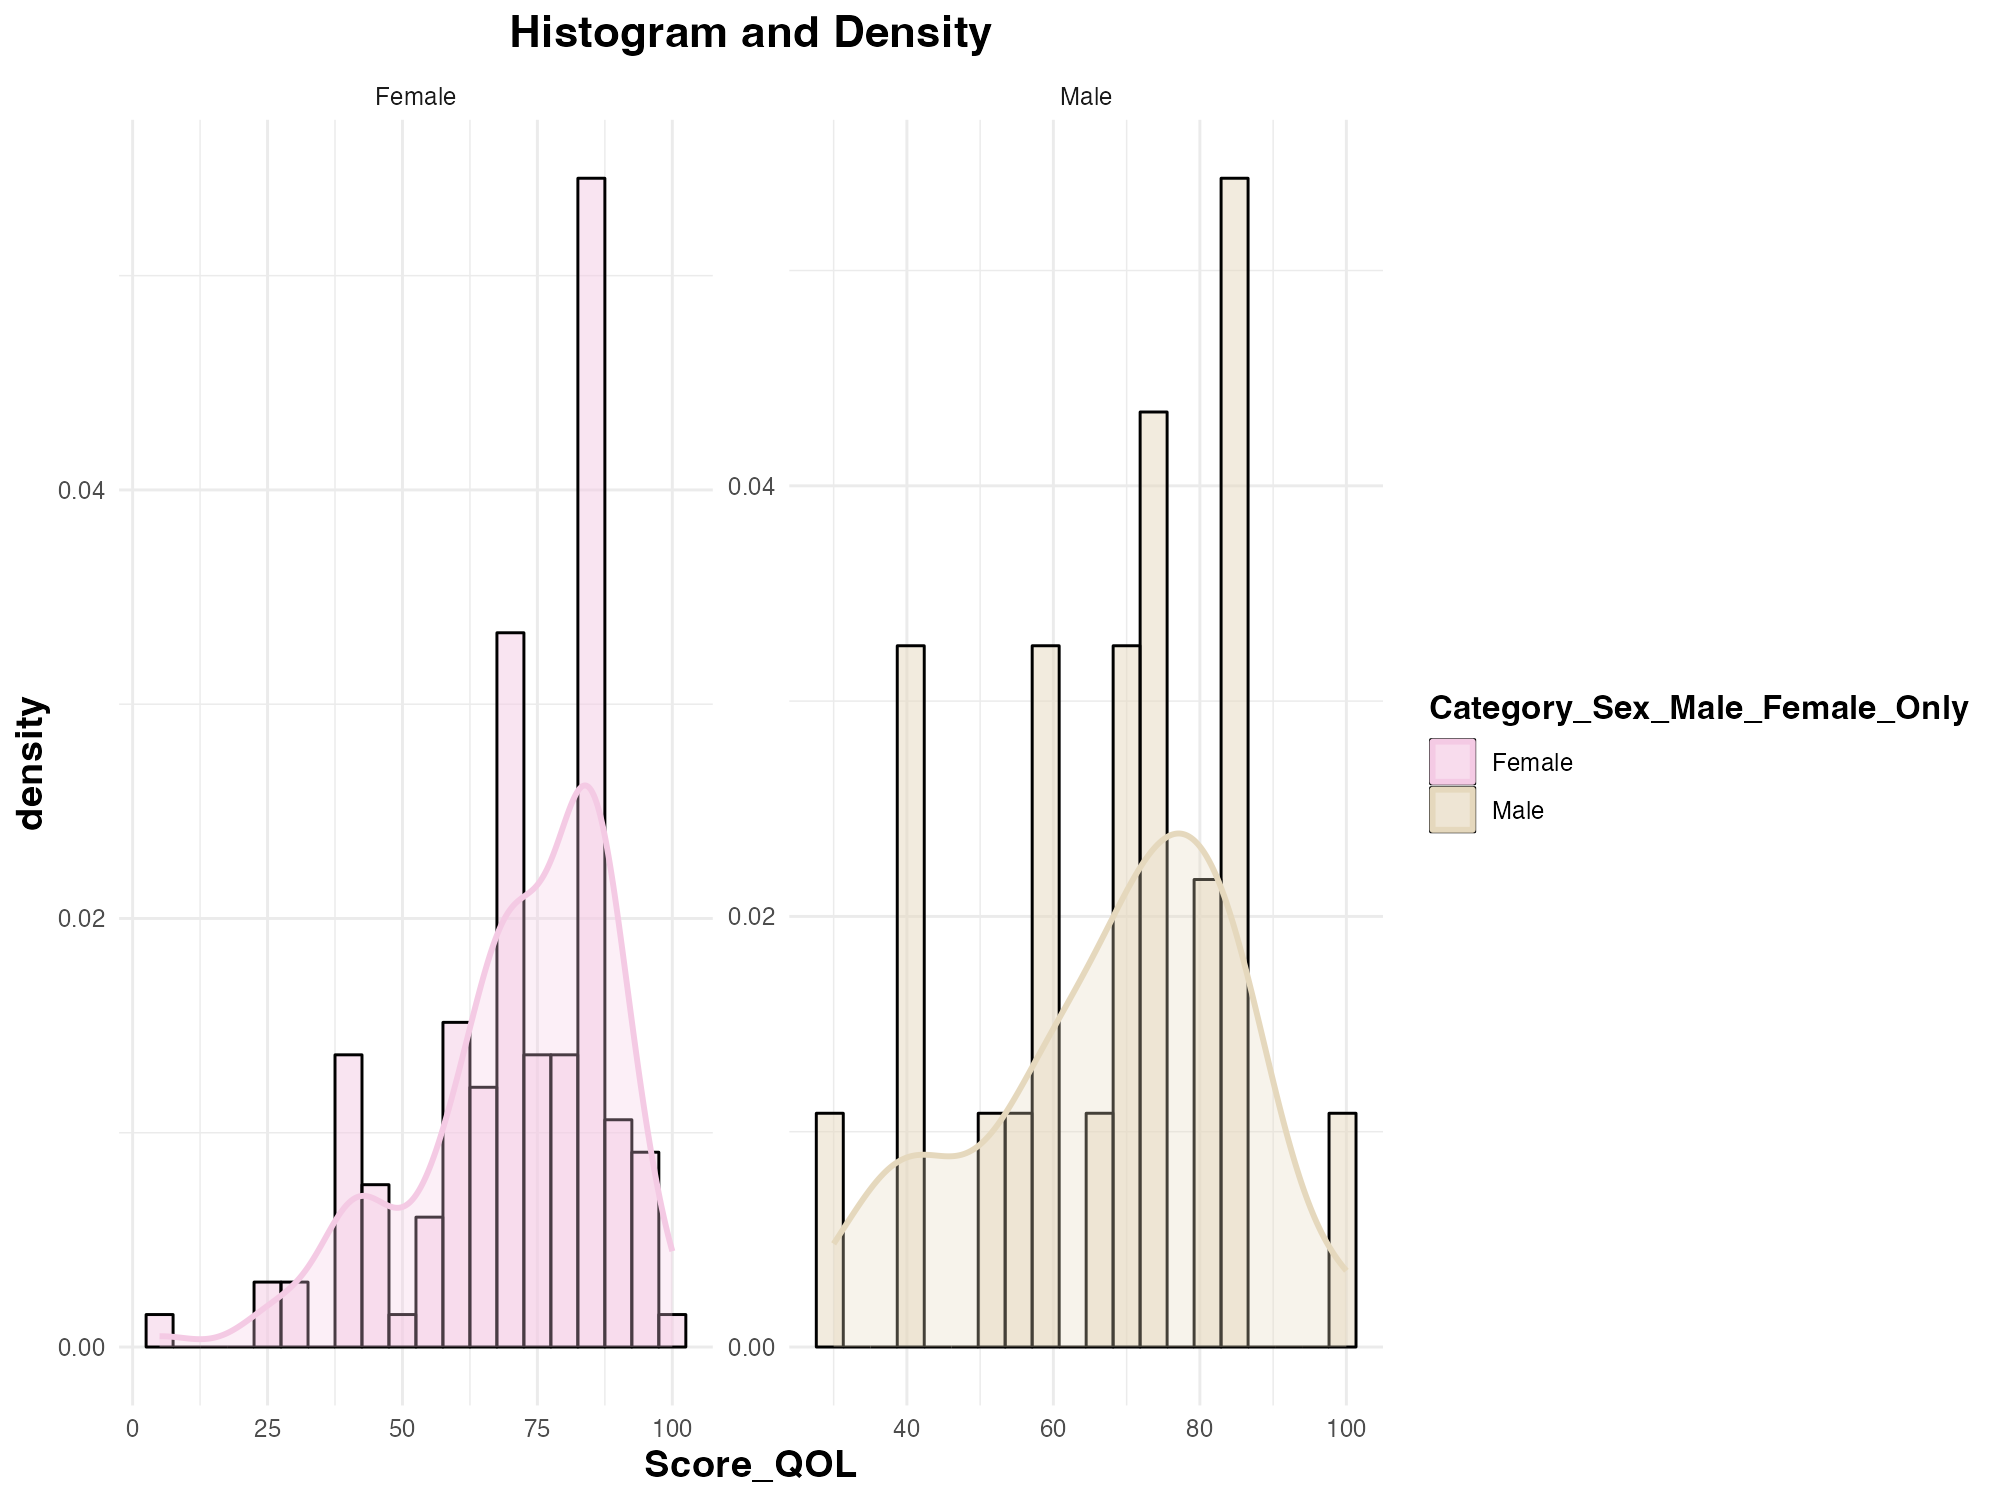 Histogram and Density
Female
Male
density
0.04
0.02
0.00
0.04
0.02
0.00
0 25 50 75 100
40 60 80 100
Score_QOL
Category_Sex_Male_Female_Only
Female
Male